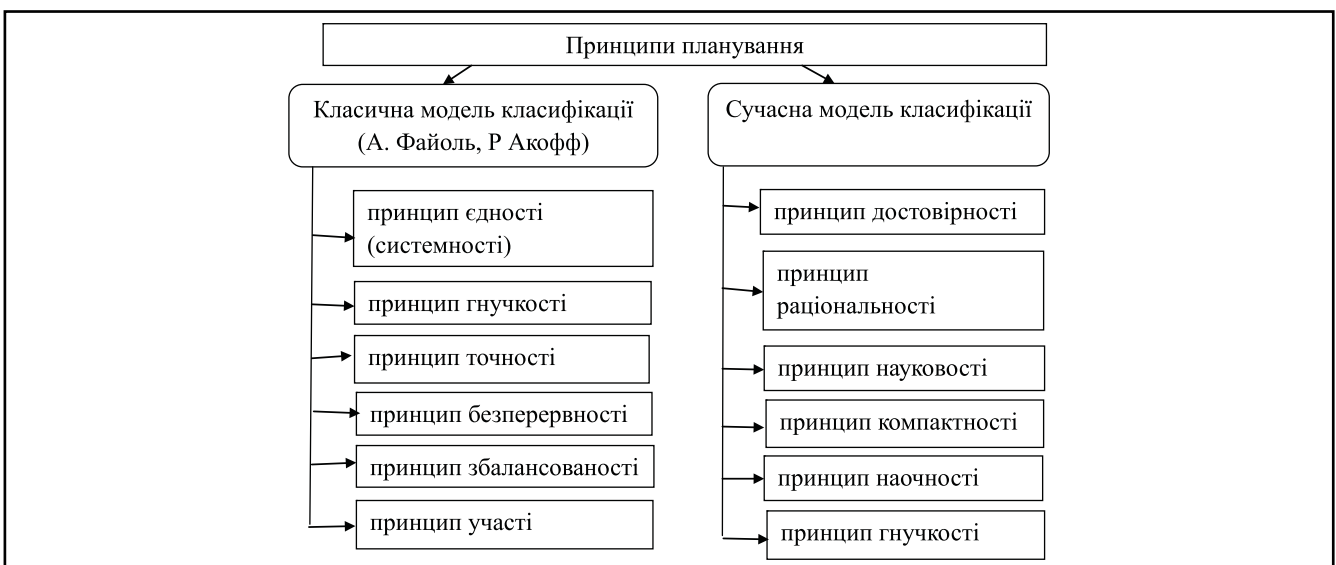 Принципи планування
Класична модель класифікації
(А. Файоль, Р Акофф)
принцип єдності
(системності)
принцип гнучкості
принцип точності
принцип безперервності
принцип збалансованості
принцип участі
Сучасна модель класифікації
принцип достовірності
принцип
раціональності
принцип науковості
принцип компактності
принцип наочності
принцип гнучкості